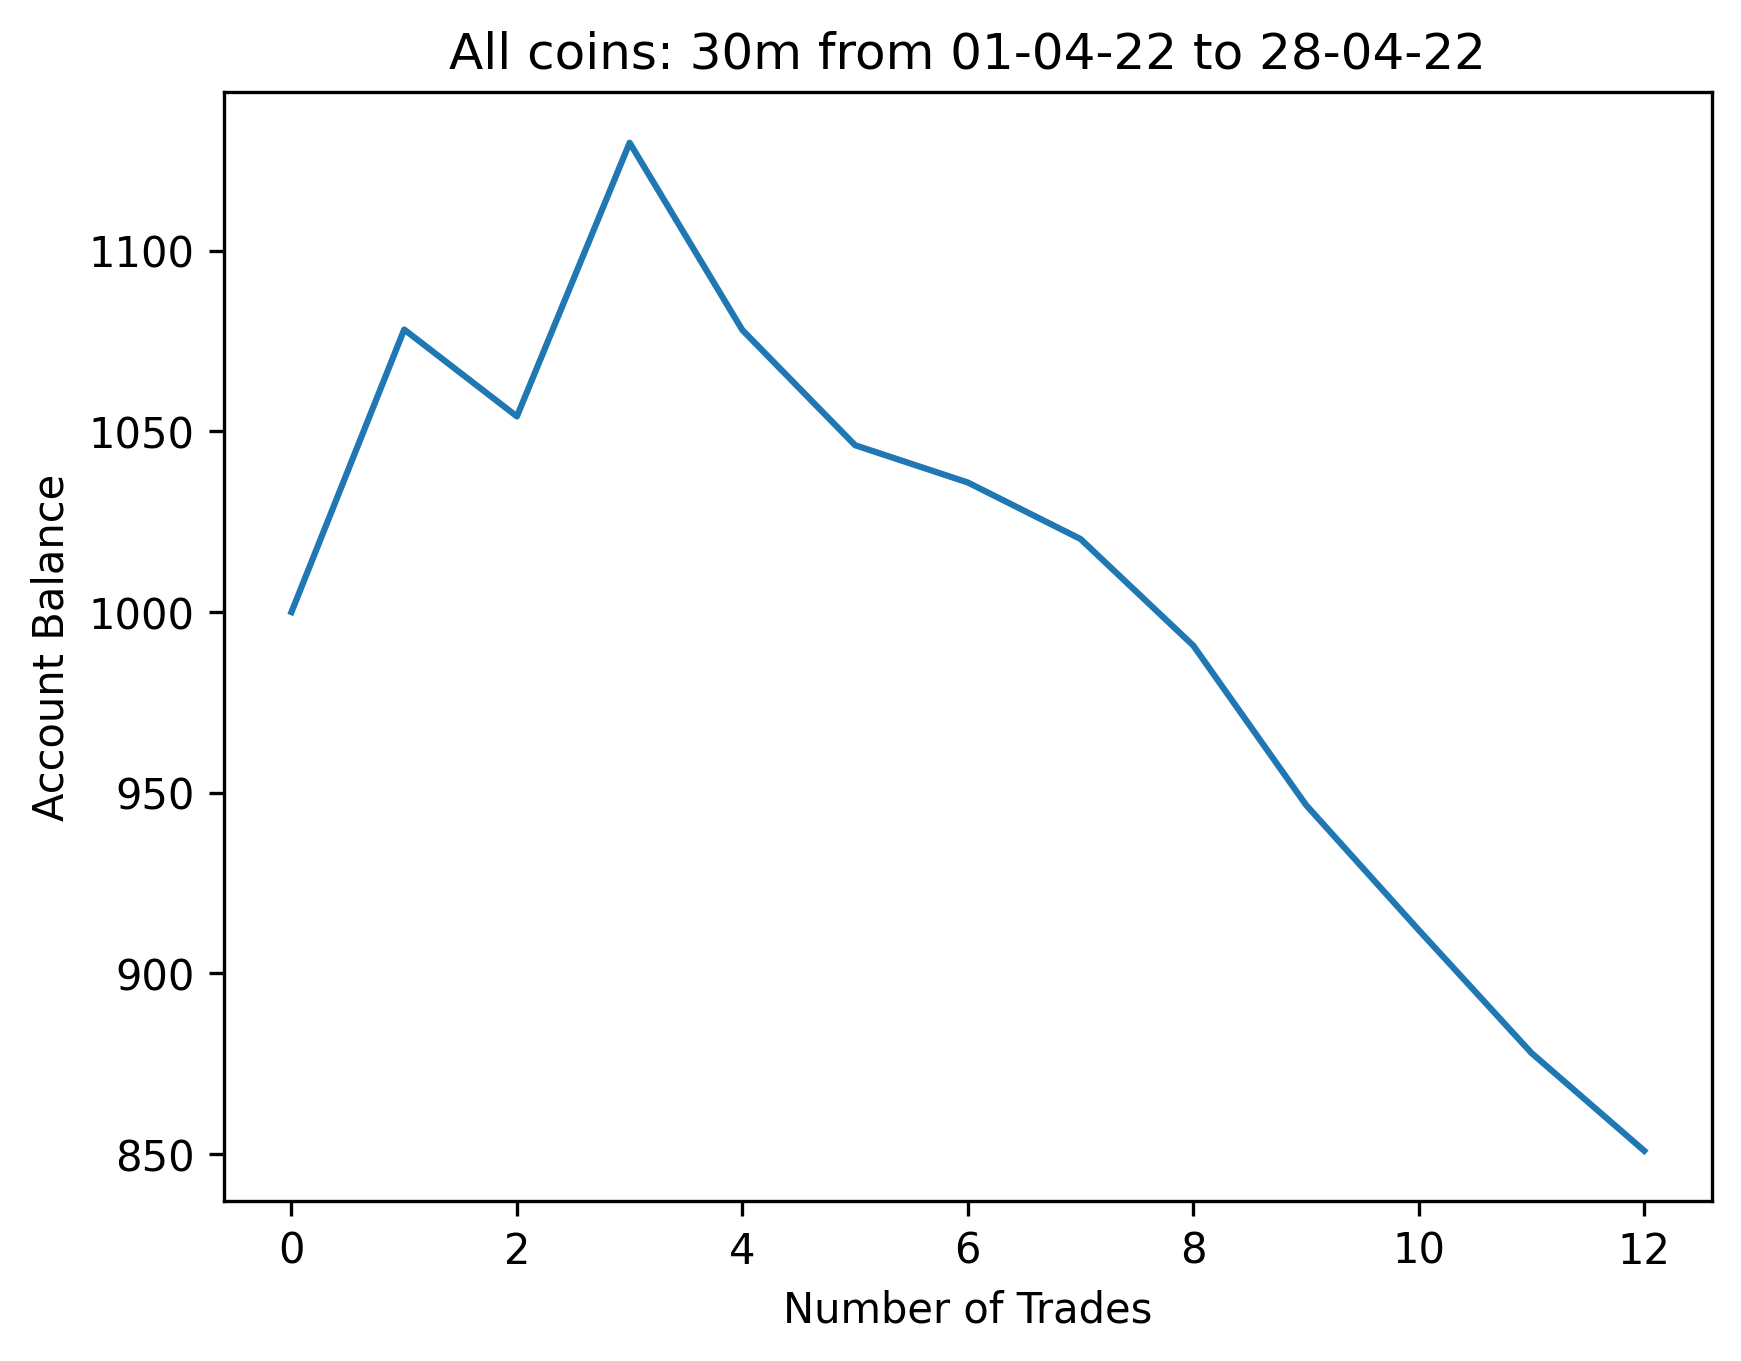 All coins: 30m from 01-04-22 to 28-04-22
Account Balance
1100
1050
1000
950
900
850
0 2 4 6 8 10 12
Number of Trades